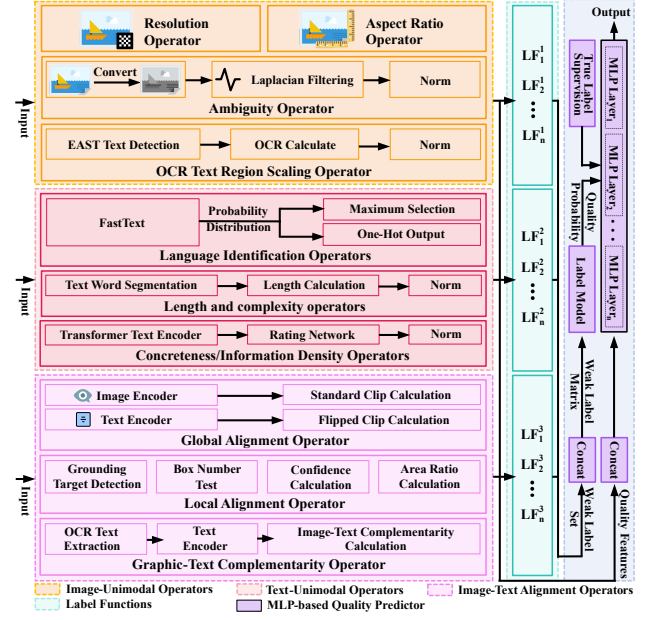 Resolution
Operator
Aspect Ratio
Operator
Convert
Laplacian Filtering
Norm
Ambiguity Operator
EAST Text Detection
OCR Calculate
Norm
OCR Text Region Scaling Operator
Input
FastText
Probability
Distribution
Maximum Selection
One-Hot Output
Language Identification Operators
Text Word Segmentation
Length Calculation
Norm
Length and complexity operators
Transformer Text Encoder
Rating Network
Norm
Concreteness/Information Density Operators
Input
Image Encoder
Standard Clip Calculation
Text Encoder
Flipped Clip Calculation
Global Alignment Operator
Grounding
Target Detection
Box Number
Test
Confidence
Calculation
Area Ratio
Calculation
Local Alignment Operator
OCR Text
Extraction
Text
Encoder
Image-Text Complementarity
Calculation
Graphic-Text Complementarity Operator
Input
LF₁¹
LF₂¹
LFₙ¹
LF₁²
LF₂²
LFₙ²
LF₁³
LF₂³
LFₙ³
Output
True Label
Supervision
MLP Layer₁
MLP Layer₂
MLP Layerₙ
Quality
Probability
Label Model
Weak Label
Matrix
Concat
Concat
Weak Label
Set
Quality Features
Image-Unimodal Operators
Text-Unimodal Operators
Image-Text Alignment Operators
Label Functions
MLP-based Quality Predictor